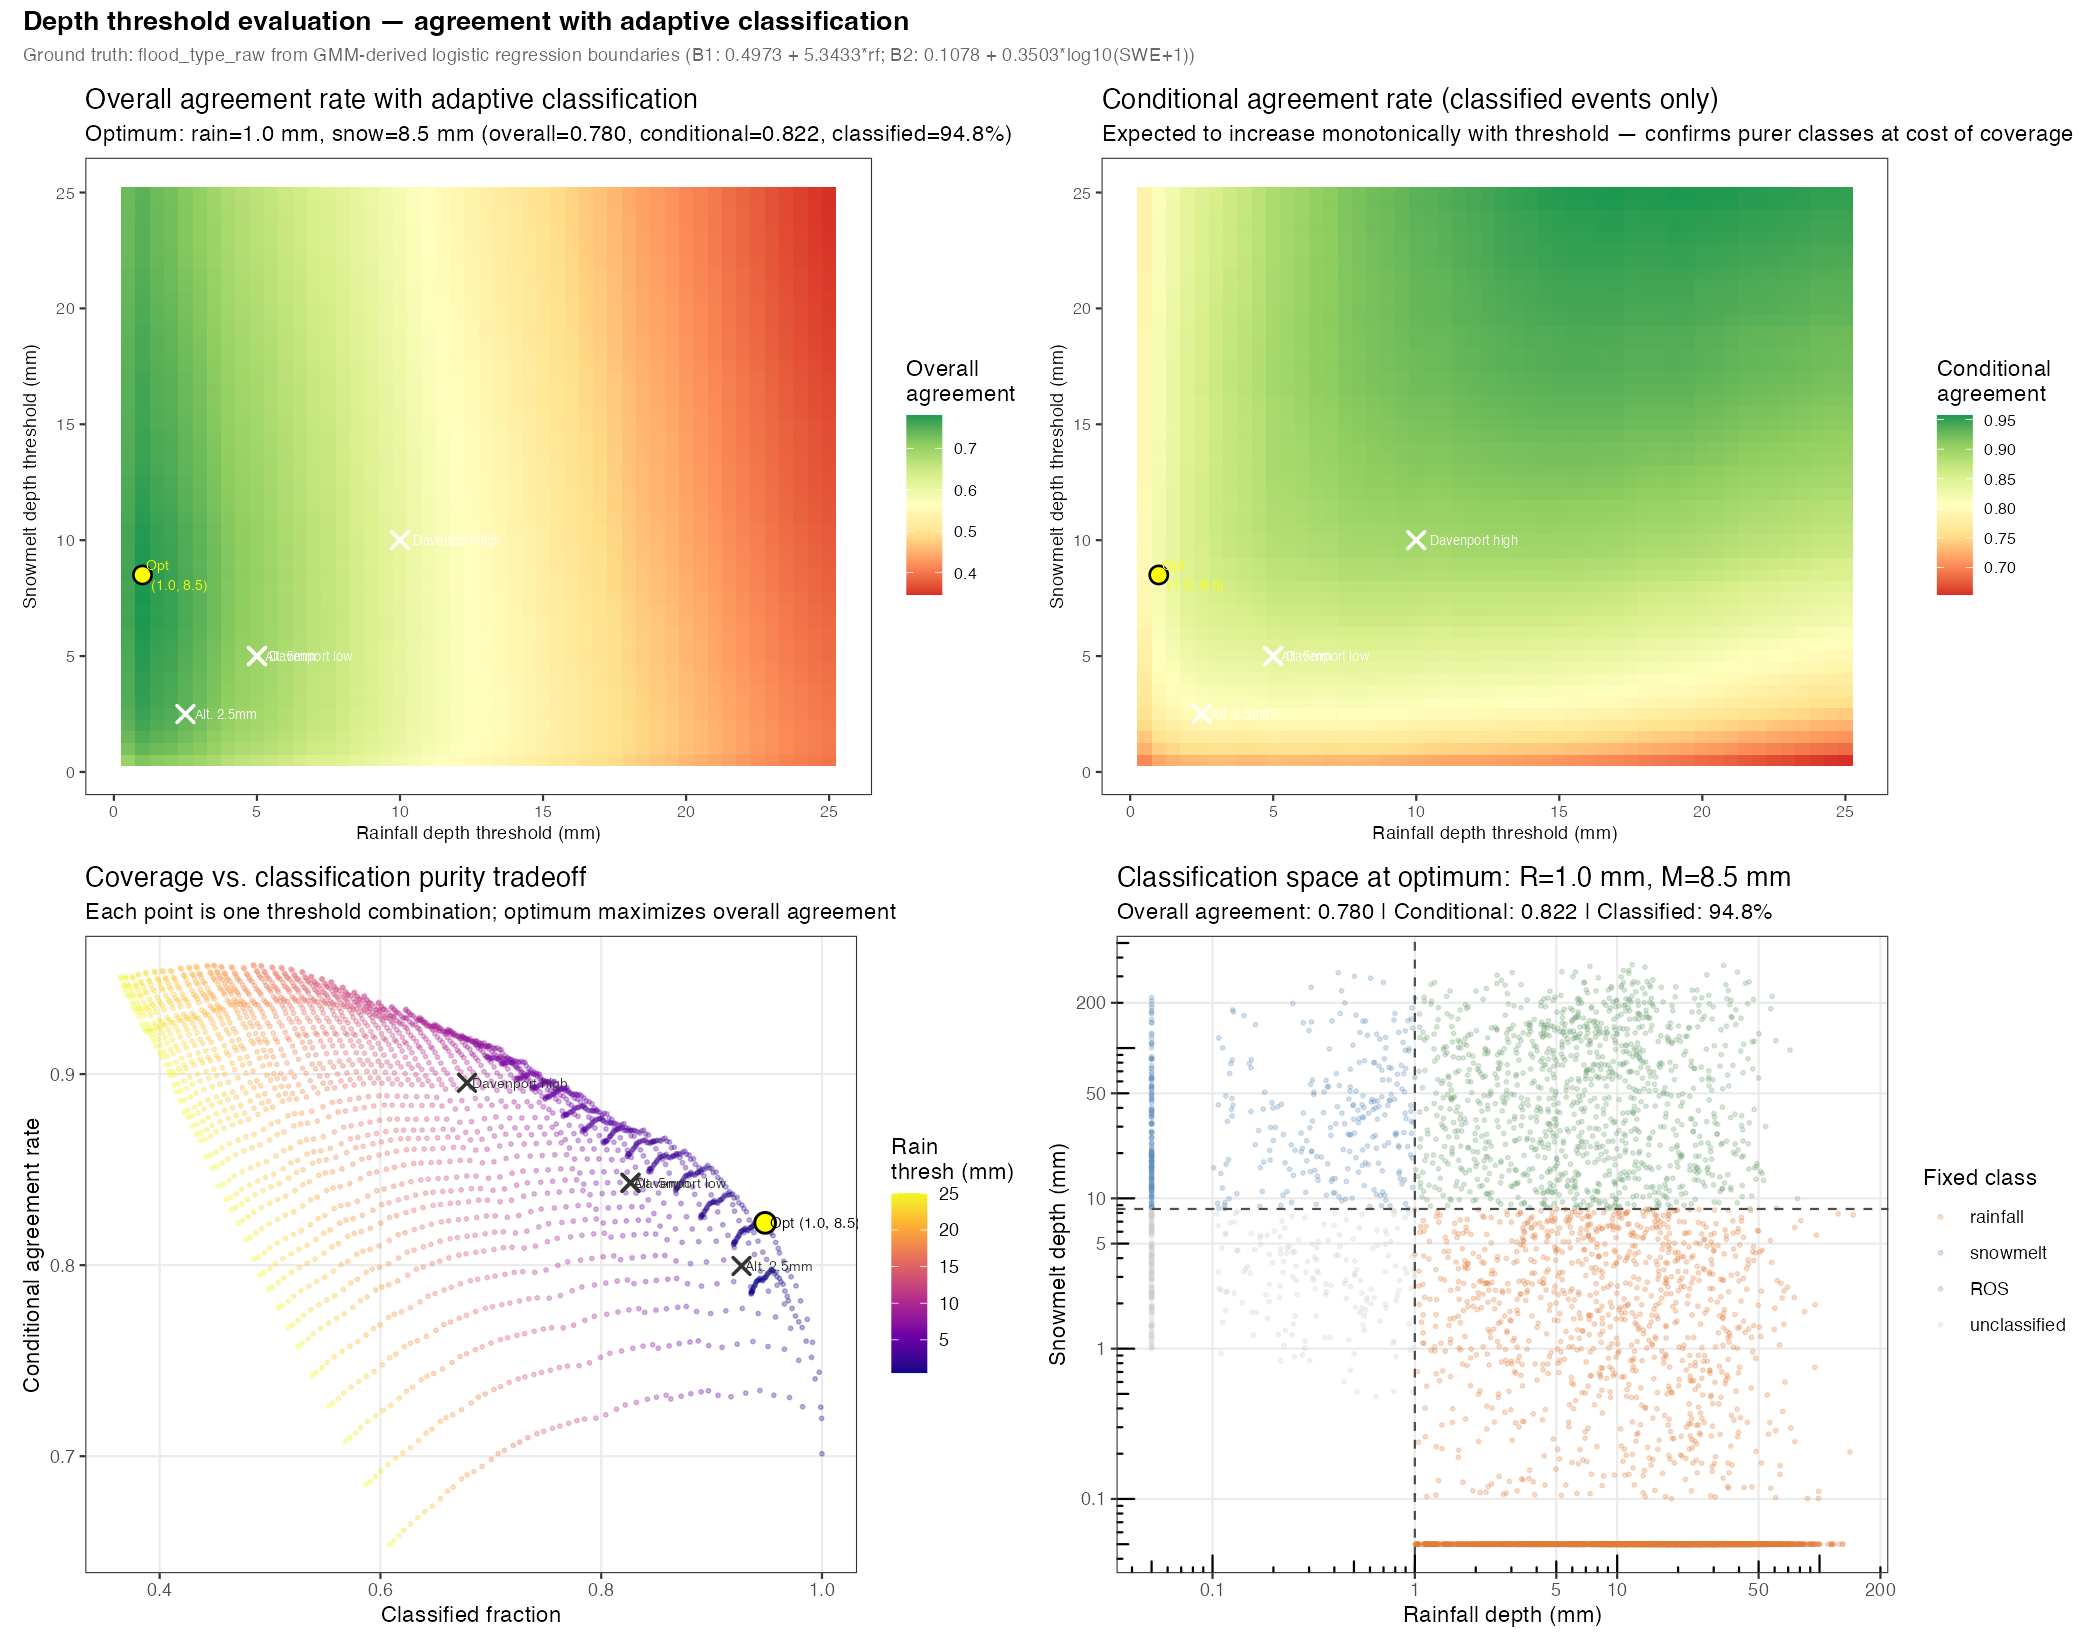 Depth threshold evaluation — agreement with adaptive classification
Ground truth: flood_type_raw from GMM-derived logistic regression boundaries (B1: 0.4973 + 5.3433*rf; B2: 0.1078 + 0.3503*log10(SWE+1))
Overall agreement rate with adaptive classification
Optimum: rain=1.0 mm, snow=8.5 mm (overall=0.780, conditional=0.822, classified=94.8%)
25
20
15
10
5
0
Snowmelt depth threshold (mm)
Davenport high
Opt
(1.0, 8.5)
Davenport low
Alt. 2.5mm
0
5
10
15
20
25
Rainfall depth threshold (mm)
Overall
agreement
0.7
0.6
0.5
0.4
Conditional agreement rate (classified events only)
Expected to increase monotonically with threshold — confirms purer classes at cost of coverage
25
20
15
10
5
0
Snowmelt depth threshold (mm)
Davenport high
Opt
(1.0, 8.5)
Davenport low
Alt. 2.5mm
0
5
10
15
20
25
Rainfall depth threshold (mm)
Conditional
agreement
0.95
0.90
0.85
0.80
0.75
0.70
Coverage vs. classification purity tradeoff
Each point is one threshold combination; optimum maximizes overall agreement
0.9
0.8
0.7
Conditional agreement rate
Davenport high
Davenport low
Opt (1.0, 8.5)
Alt. 2.5mm
0.4
0.6
0.8
1.0
Classified fraction
Rain
thresh (mm)
25
20
15
10
5
Classification space at optimum: R=1.0 mm, M=8.5 mm
Overall agreement: 0.780 | Conditional: 0.822 | Classified: 94.8%
200
50
10
5
1
0.1
Snowmelt depth (mm)
0.1
1
5
10
50
200
Rainfall depth (mm)
Fixed class
rainfall
snowmelt
ROS
unclassified